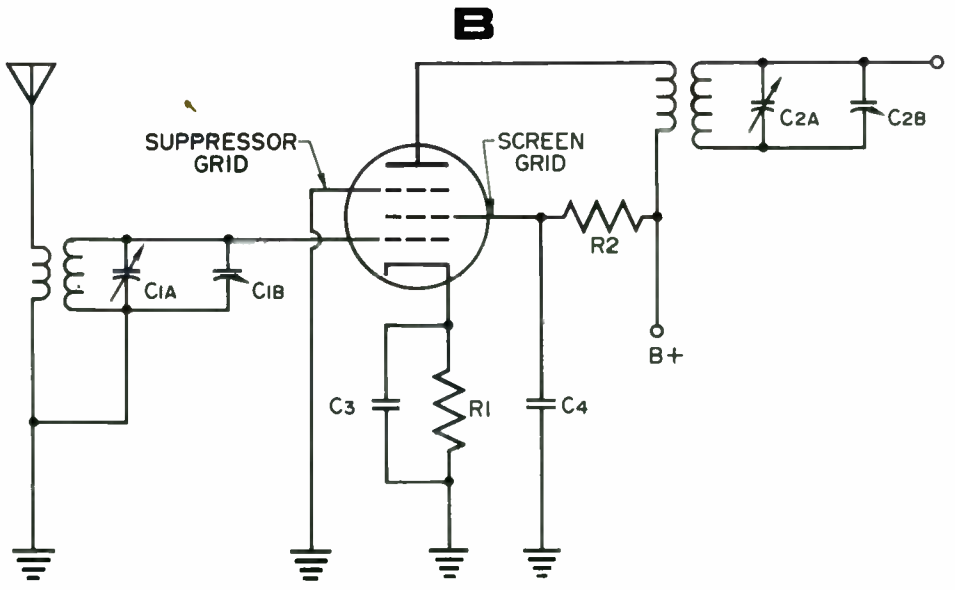 B
SUPPRESSOR
GRID
SCREEN
GRID
C2A
C2B
R2
C1A
C1B
B+
C3
R1
C4